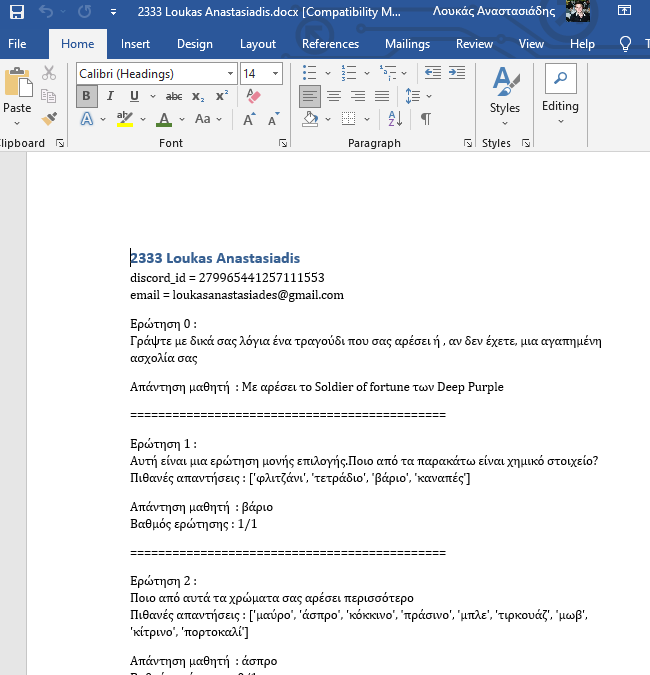 2333 Loukas Anastasiadis.docx [Compatibility M...
Λουκάς Αναστασιάδης
File Home Insert Design Layout References Mailings Review View Help
Calibri (Headings) 14
Paste
B I U abc x₂ x²
A ab A Aa A A
Styles
Editing
lipboard Font Paragraph Styles
2333 Loukas Anastasiadis
discord_id = 279965441257111553
email = loukasanastasiades@gmail.com
Ερώτηση 0 :
Γράψτε με δικά σας λόγια ένα τραγούδι που σας αρέσει ή , αν δεν έχετε, μια αγαπημένη
ασχολία σας
Απάντηση μαθητή : Με αρέσει το Soldier of fortune των Deep Purple
=============================================
Ερώτηση 1 :
Αυτή είναι μια ερώτηση μονής επιλογής.Ποιο από τα παρακάτω είναι χημικό στοιχείο?
Πιθανές απαντήσεις : ['φλιτζάνι', 'τετράδιο', 'βάριο', 'καναπές']
Απάντηση μαθητή : βάριο
Βαθμός ερώτησης : 1/1
=============================================
Ερώτηση 2 :
Ποιο από αυτά τα χρώματα σας αρέσει περισσότερο
Πιθανές απαντήσεις : ['μαύρο', 'άσπρο', 'κόκκινο', 'πράσινο', 'μπλε', 'τιρκουάζ', 'μωβ',
'κίτρινο', 'πορτοκαλί']
Απάντηση μαθητή : άσπρο